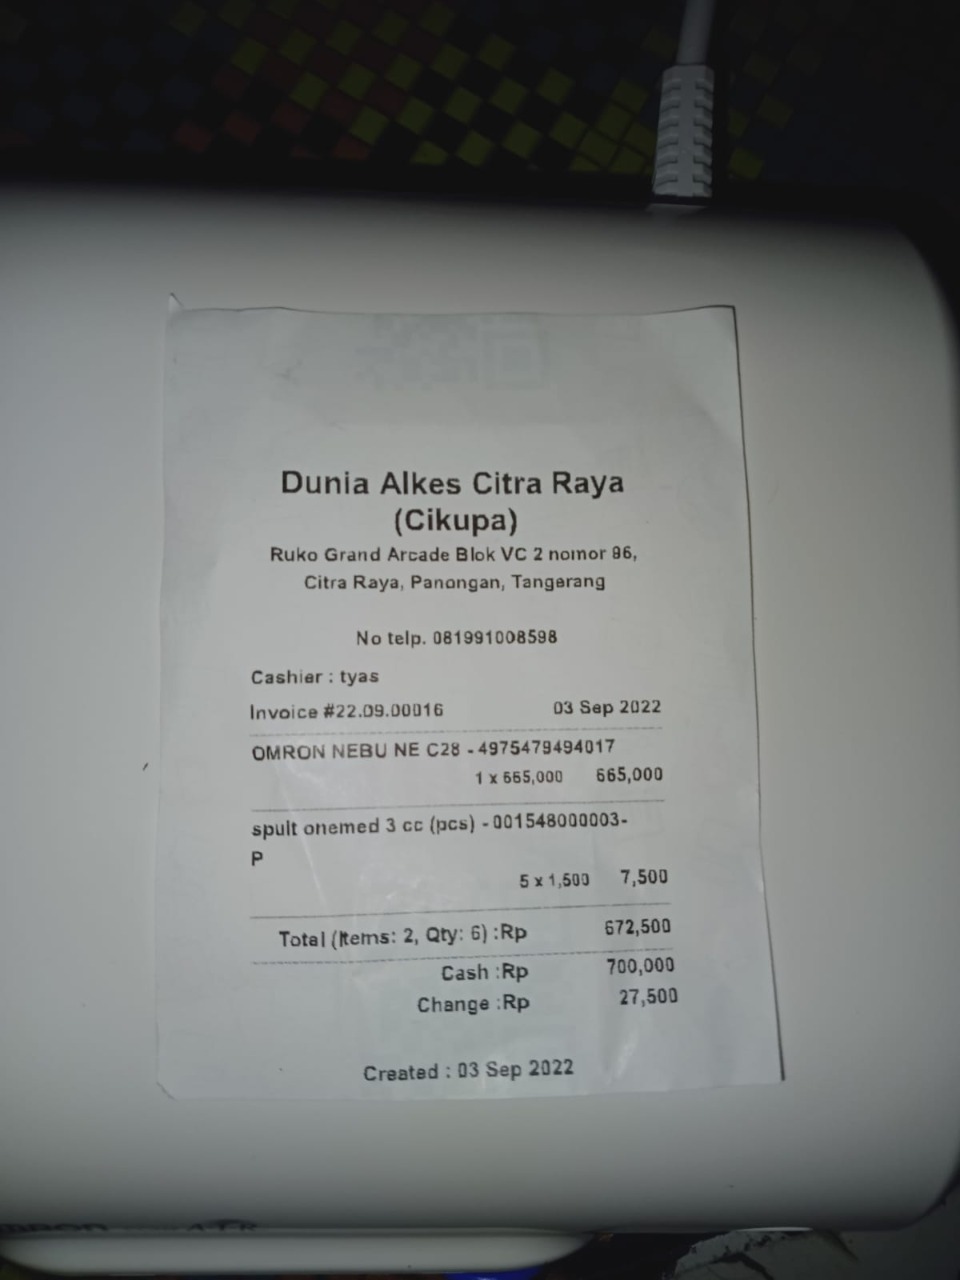 Dunia Alkes Citra Raya
(Cikupa)
Ruko Grand Arcade Blok VC 2 nomor 86,
Citra Raya, Panongan, Tangerang
No telp. 081991008598
Cashier : tyas
Invoice #22.09.00016 03 Sep 2022
OMRON NEBU NE C28 - 4975479494017
1 x 665,000 665,000
spuit onemed 3 cc (pcs) - 001548000003-
P
5 x 1,500 7,500
Total (Items: 2, Qty: 6) :Rp 672,500
Cash :Rp 700,000
Change :Rp 27,500
Created : 03 Sep 2022